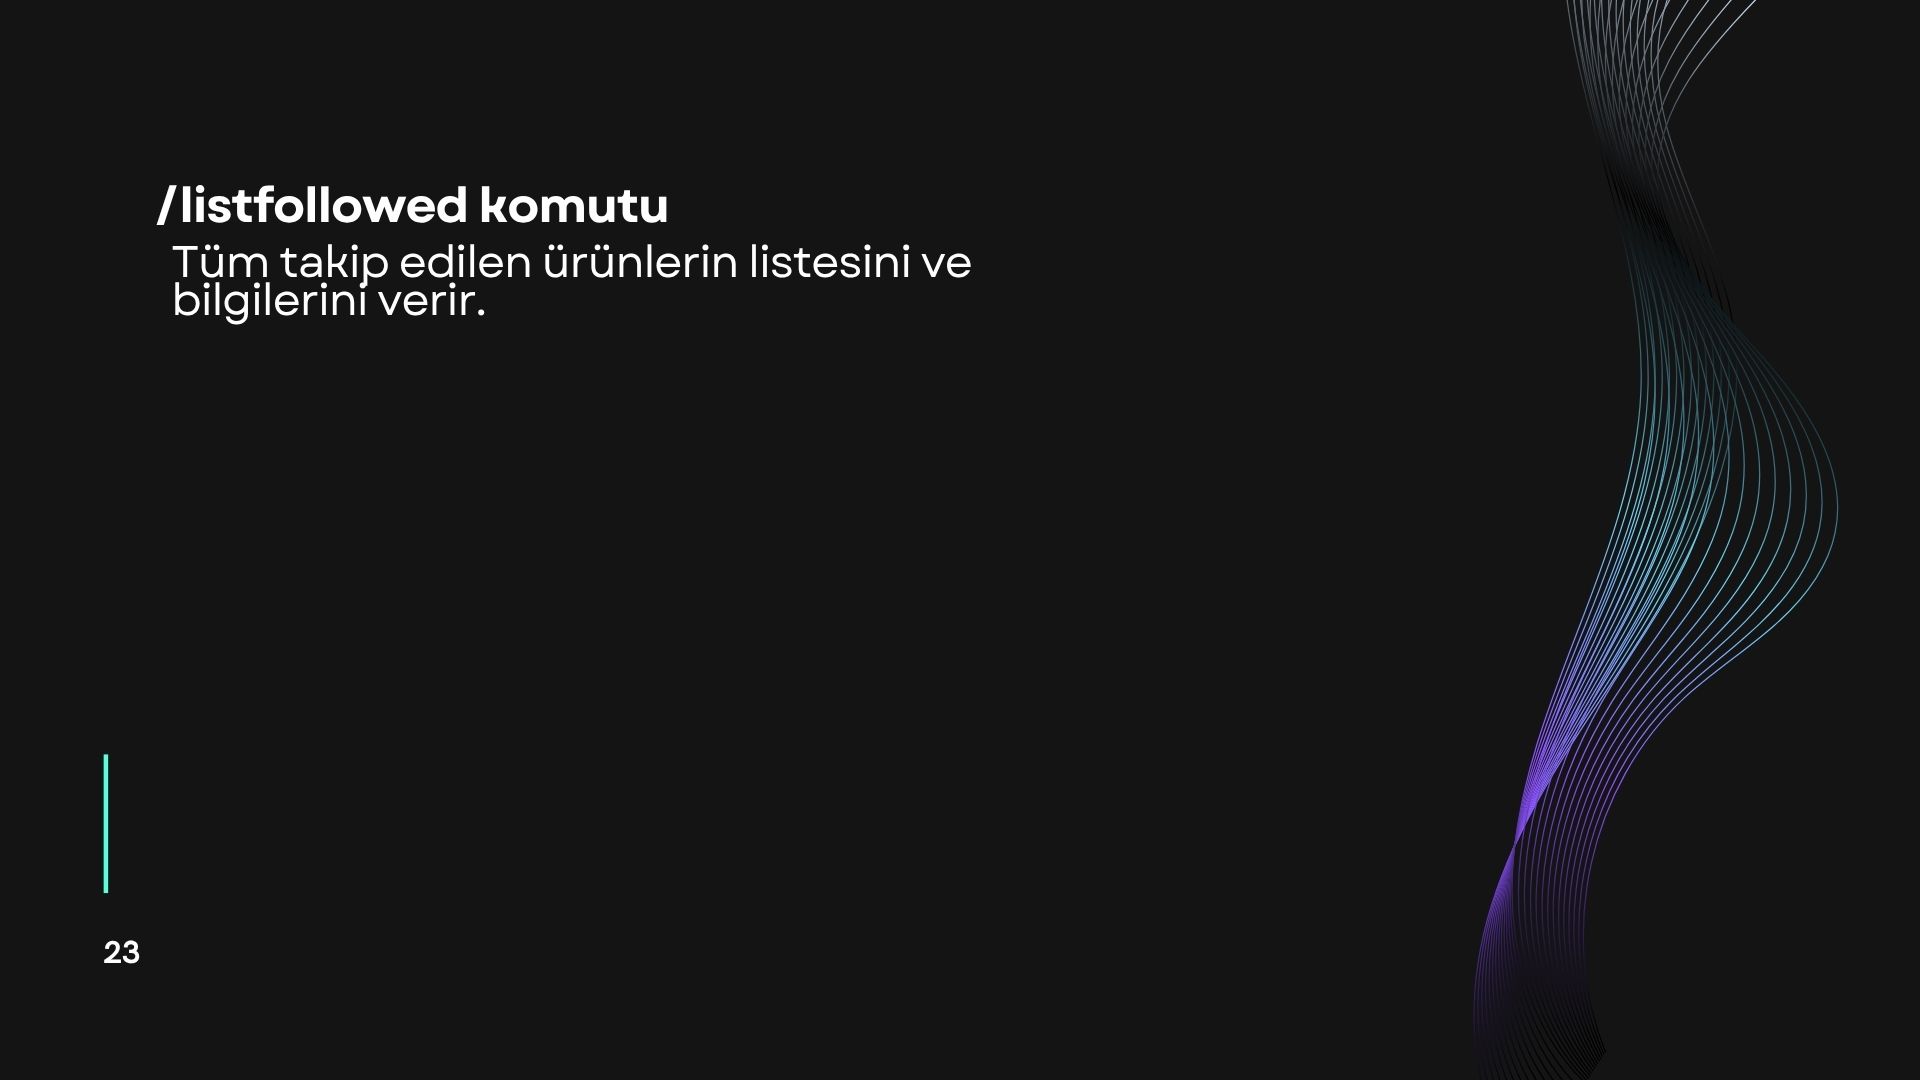 /listfollowed komutu
Tüm takip edilen ürünlerin listesini ve
bilgilerini verir.
23